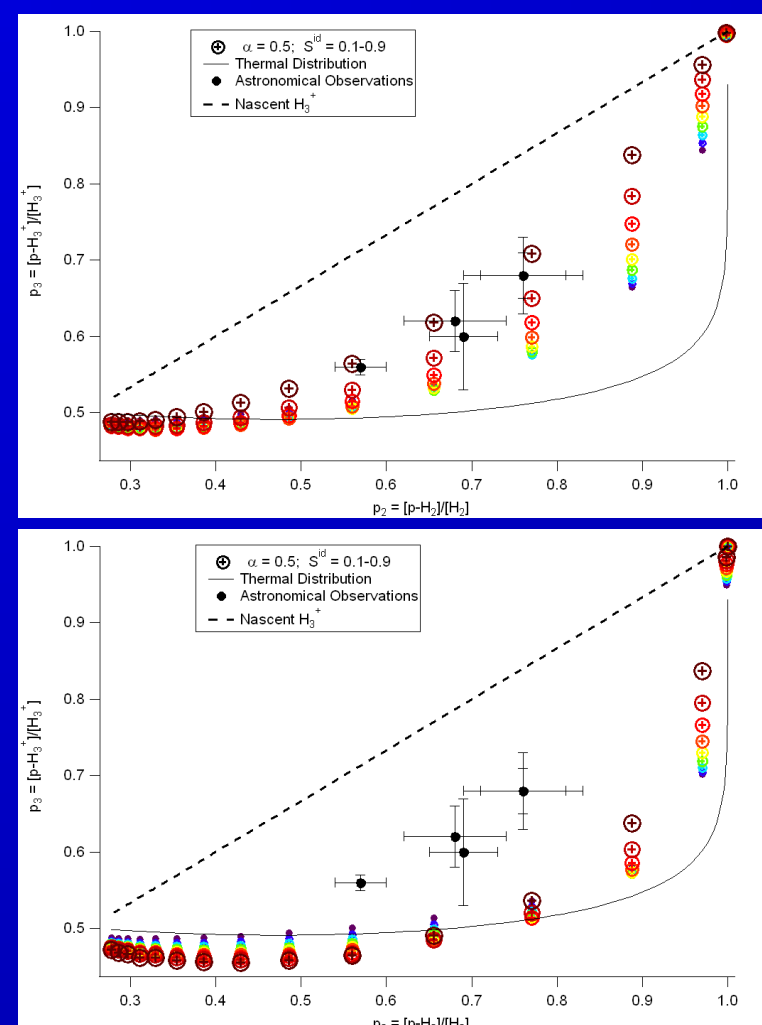 α = 0.5; S^id = 0.1-0.9
Thermal Distribution
Astronomical Observations
Nascent H₃⁺
1.0
0.9
0.8
0.7
0.6
0.5
p₃ = [p-H₃⁺]/[H₃⁺]
0.3 0.4 0.5 0.6 0.7 0.8 0.9 1.0
p₂ = [p-H₂]/[H₂]
α = 0.5; S^id = 0.1-0.9
Thermal Distribution
Astronomical Observations
Nascent H₃⁺
1.0
0.9
0.8
0.7
0.6
0.5
p₃ = [p-H₃⁺]/[H₃⁺]
0.3 0.4 0.5 0.6 0.7 0.8 0.9 1.0
p₂ = [p-H₂]/[H₂]